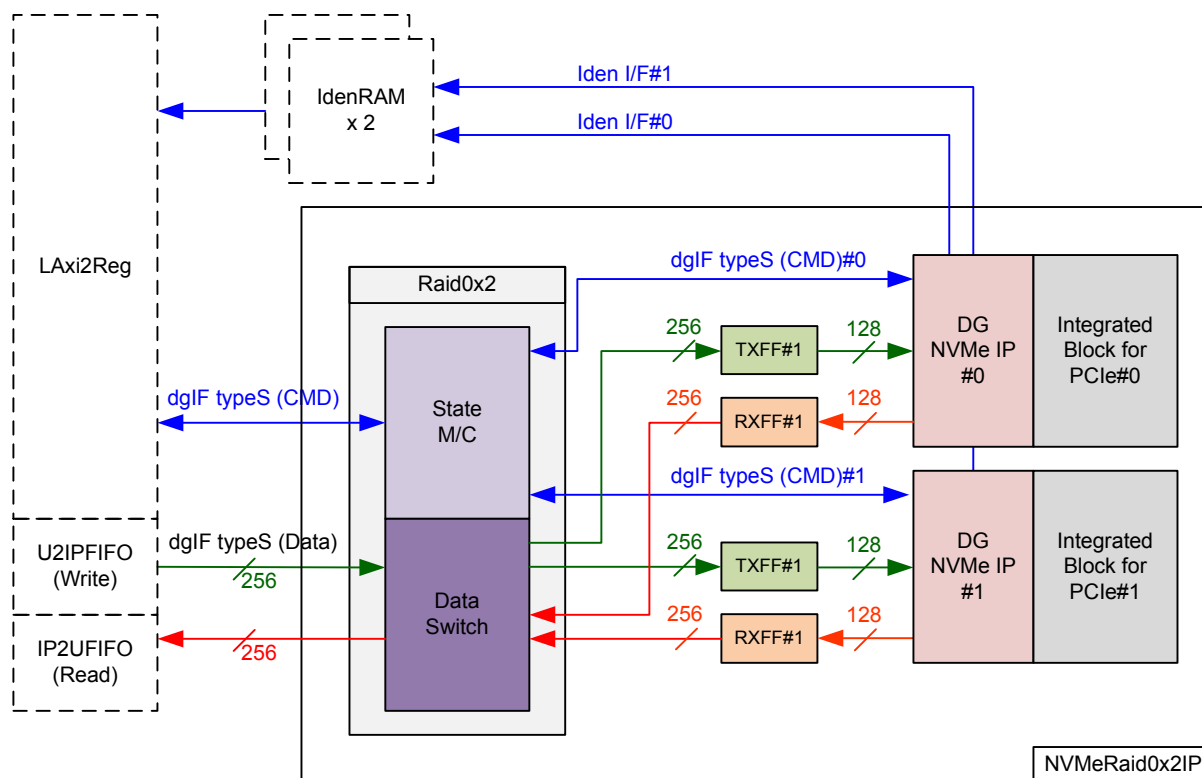 Iden I/F#1
IdenRAM
x 2
Iden I/F#0
LAxi2Reg
dgIF typeS (CMD)#0
Raid0x2
256
TXFF#1
128
DG
NVMe IP
#0
Integrated
Block for
PCIe#0
State
M/C
dgIF typeS (CMD)
256
RXFF#1
128
dgIF typeS (CMD)#1
U2IPFIFO
(Write)
dgIF typeS (Data)
256
256
TXFF#1
128
DG
NVMe IP
#1
Integrated
Block for
PCIe#1
Data
Switch
IP2UFIFO
(Read)
256
256
RXFF#1
128
NVMeRaid0x2IP